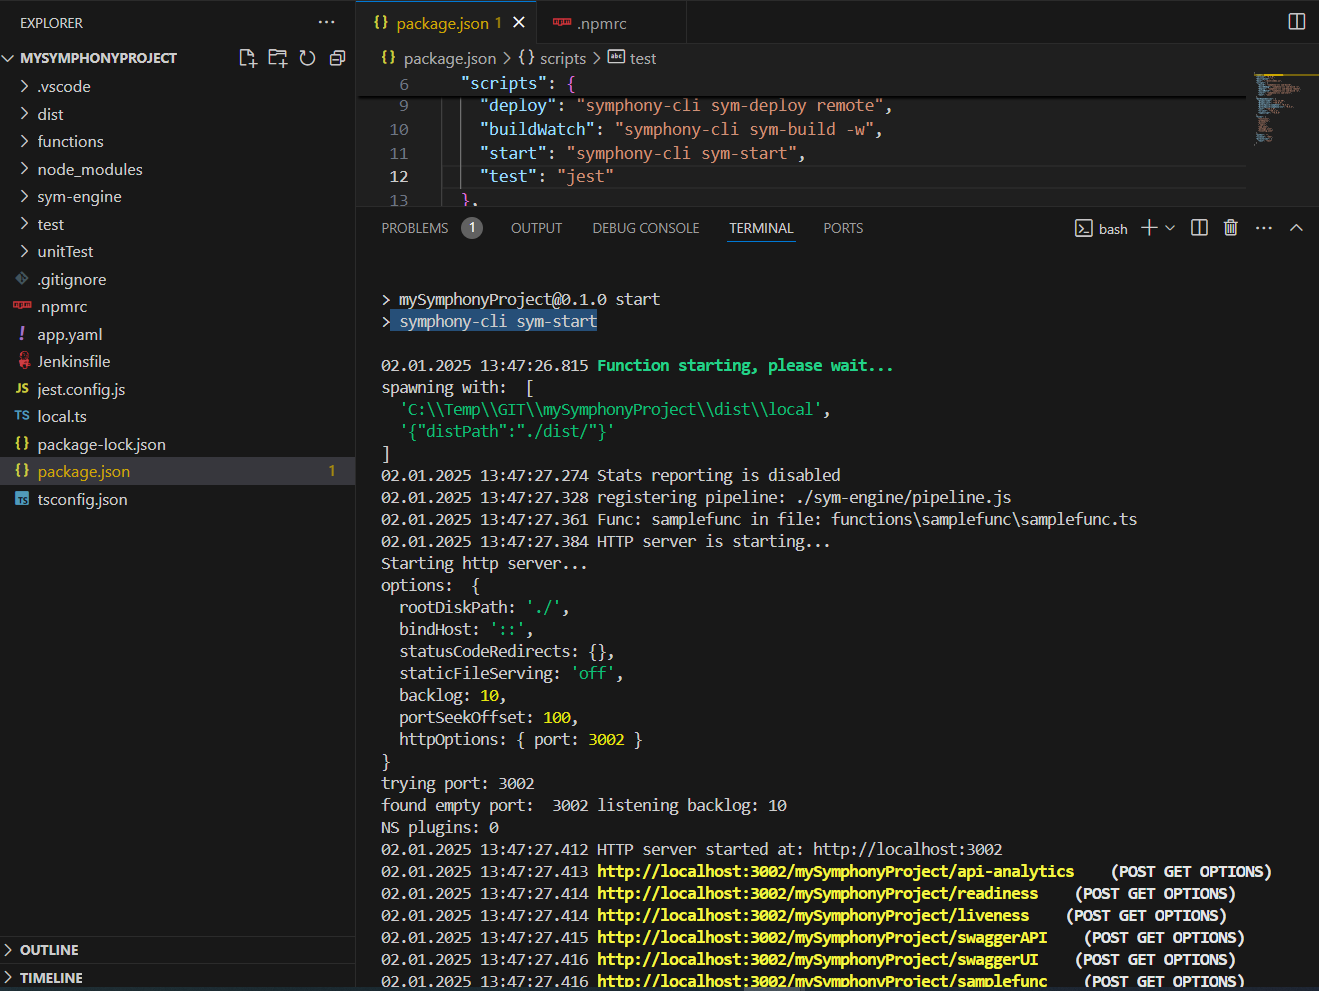 EXPLORER
MYSYMPHONYPROJECT
.vscode
dist
functions
node_modules
sym-engine
test
unitTest
.gitignore
.npmrc
app.yaml
Jenkinsfile
JS jest.config.js
TS local.ts
{} package-lock.json
{} package.json 1
TS tsconfig.json
OUTLINE
TIMELINE
{} package.json 1 × .npmrc
{} package.json > {} scripts > abc test
6 "scripts": {
9 "deploy": "symphony-cli sym-deploy remote",
10 "buildWatch": "symphony-cli sym-build -w",
11 "start": "symphony-cli sym-start",
12 "test": "jest"
13 },
PROBLEMS 1 OUTPUT DEBUG CONSOLE TERMINAL PORTS bash
> mySymphonyProject@0.1.0 start
> symphony-cli sym-start
02.01.2025 13:47:26.815 Function starting, please wait...
spawning with:  [
'C:\\Temp\\GIT\\mySymphonyProject\\dist\\local',
'{"distPath":"./dist/"}'
]
02.01.2025 13:47:27.274 Stats reporting is disabled
02.01.2025 13:47:27.328 registering pipeline: ./sym-engine/pipeline.js
02.01.2025 13:47:27.361 Func: samplefunc in file: functions\samplefunc\samplefunc.ts
02.01.2025 13:47:27.384 HTTP server is starting...
Starting http server...
options:  {
rootDiskPath: './',
bindHost: '::',
statusCodeRedirects: {},
staticFileServing: 'off',
backlog: 10,
portSeekOffset: 100,
httpOptions: { port: 3002 }
}
trying port: 3002
found empty port:  3002 listening backlog: 10
NS plugins: 0
02.01.2025 13:47:27.412 HTTP server started at: http://localhost:3002
02.01.2025 13:47:27.413 http://localhost:3002/mySymphonyProject/api-analytics    (POST GET OPTIONS)
02.01.2025 13:47:27.414 http://localhost:3002/mySymphonyProject/readiness    (POST GET OPTIONS)
02.01.2025 13:47:27.414 http://localhost:3002/mySymphonyProject/liveness    (POST GET OPTIONS)
02.01.2025 13:47:27.415 http://localhost:3002/mySymphonyProject/swaggerAPI    (POST GET OPTIONS)
02.01.2025 13:47:27.416 http://localhost:3002/mySymphonyProject/swaggerUI    (POST GET OPTIONS)
02.01.2025 13:47:27.416 http://localhost:3002/mySymphonyProject/samplefunc    (POST GET OPTIONS)